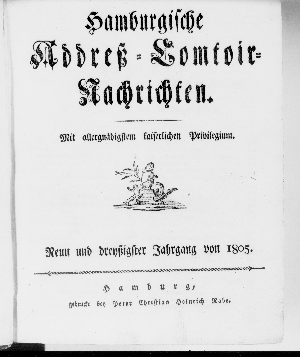 Hamburgische
Addreß-Comtoir-
Nachrichten.
Mit allergnädigstem kaiserlichen Privilegium.
Neun und dreyßigster Jahrgang von 1805.
Hamburg,
gedruckt bey Peter Christian Heinrich Rabe.